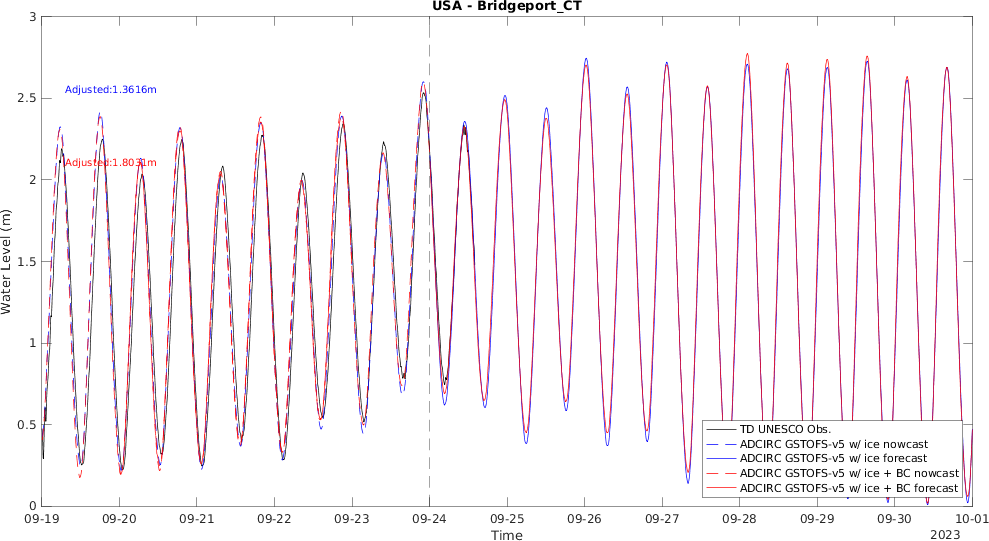 USA - Bridgeport_CT
3
2.5
2
1.5
1
0.5
0
Water Level (m)
Adjusted:1.3616m
Adjusted:1.8031m
TD UNESCO Obs.
ADCIRC GSTOFS-v5 w/ ice nowcast
ADCIRC GSTOFS-v5 w/ ice forecast
ADCIRC GSTOFS-v5 w/ ice + BC nowcast
ADCIRC GSTOFS-v5 w/ ice + BC forecast
09-19 09-20 09-21 09-22 09-23 09-24 09-25 09-26 09-27 09-28 09-29 09-30 10-01
Time
2023